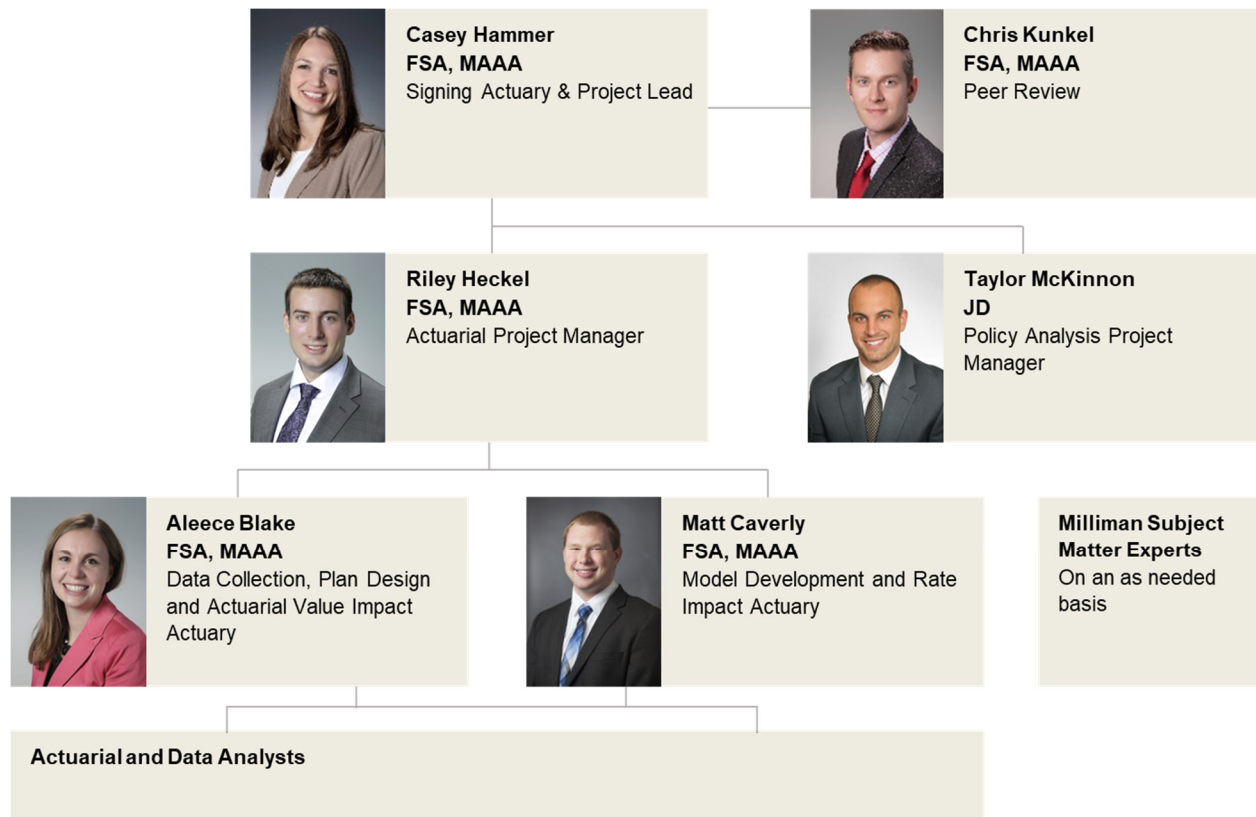 Casey Hammer
FSA, MAAA
Signing Actuary & Project Lead
Chris Kunkel
FSA, MAAA
Peer Review
Riley Heckel
FSA, MAAA
Actuarial Project Manager
Taylor McKinnon
JD
Policy Analysis Project
Manager
Aleece Blake
FSA, MAAA
Data Collection, Plan Design
and Actuarial Value Impact
Actuary
Matt Caverly
FSA, MAAA
Model Development and Rate
Impact Actuary
Milliman Subject
Matter Experts
On an as needed
basis
Actuarial and Data Analysts